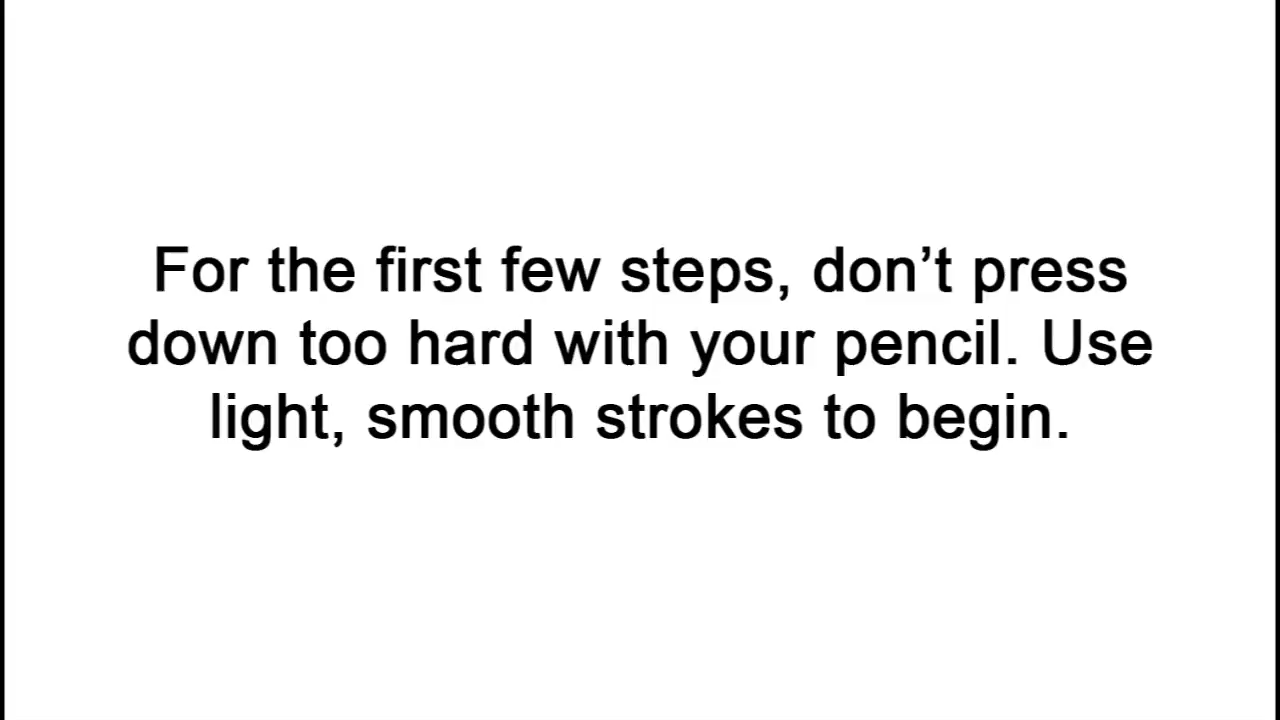 For the first few steps, don’t press
down too hard with your pencil. Use
light, smooth strokes to begin.